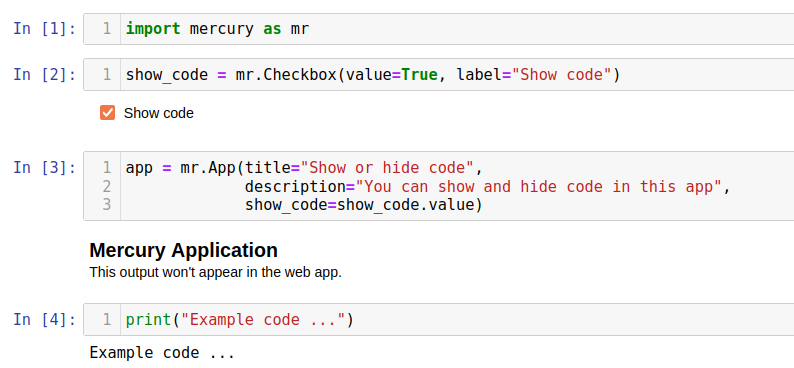 In [1]: 1 import mercury as mr
In [2]: 1 show_code = mr.Checkbox(value=True, label="Show code")
Show code
In [3]: 1 app = mr.App(title="Show or hide code",
2 description="You can show and hide code in this app",
3 show_code=show_code.value)
Mercury Application
This output won't appear in the web app.
In [4]: 1 print("Example code ...")
Example code ...